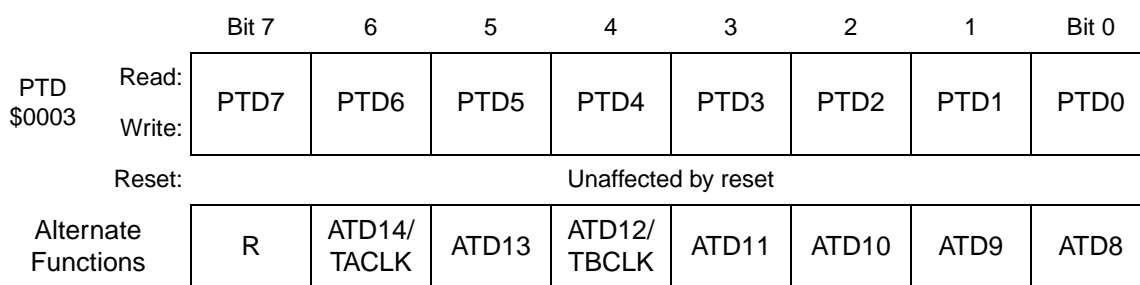 Bit 7 6 5 4 3 2 1 Bit 0
PTD Read:
$0003 Write:
PTD7 PTD6 PTD5 PTD4 PTD3 PTD2 PTD1 PTD0
Reset: Unaffected by reset
Alternate Functions R ATD14/ TACLK ATD13 ATD12/ TBCLK ATD11 ATD10 ATD9 ATD8